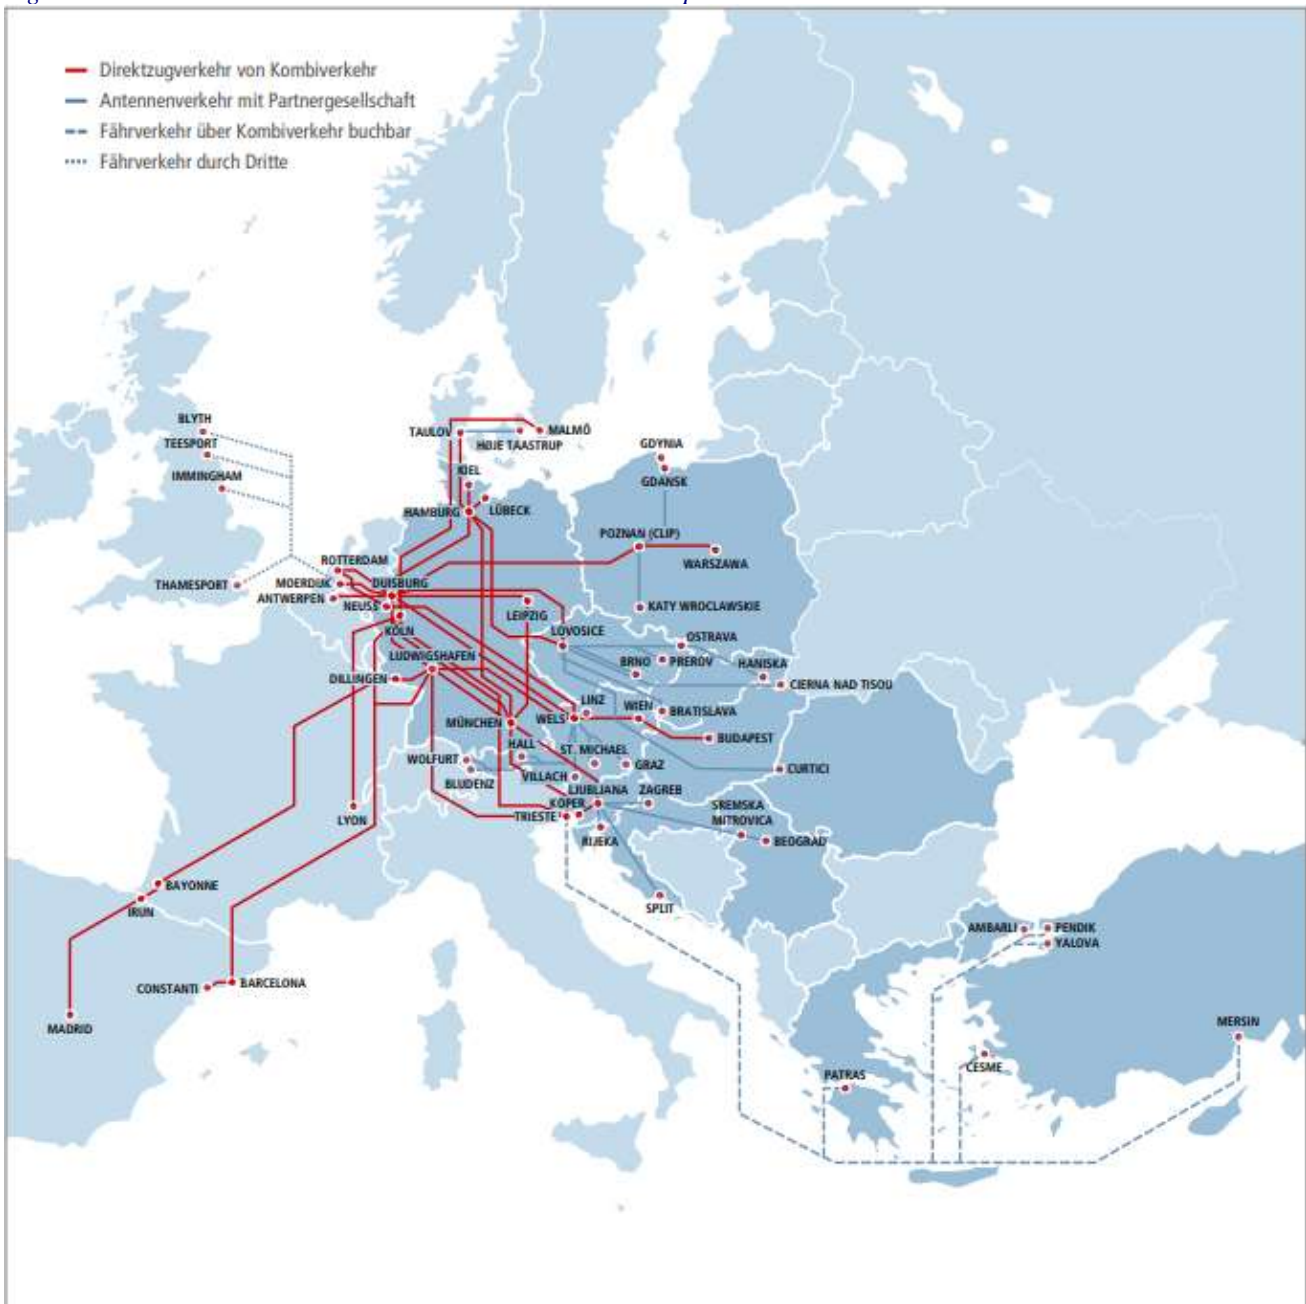 Direktzugverkehr von Kombiverkehr
Antennenverkehr mit Partnergesellschaft
Fährverkehr über Kombiverkehr buchbar
Fährverkehr durch Dritte
BLYTH
TEESPORT
IMMINGHAM
THAMESPORT
TAULOV
MALMÖ
HØJE TAASTRUP
KIEL
HAMBURG
LÜBECK
GDYNIA
GDANSK
POZNAN (CLIP)
WARSZAWA
ROTTERDAM
MOERDIJK
DUISBURG
ANTWERPEN
NEUSS
LEIPZIG
KATY WROCLAWSKIE
KÖLN
LOVOSICE
OSTRAVA
LUDWIGSHAFEN
BRNO
PREROV
HANISKA
DILLINGEN
CIERNA NAD TISOU
LINZ
MÜNCHEN
WELS
WIEN
BRATISLAVA
HALL
ST. MICHAEL
BUDAPEST
WOLFURT
GRAZ
CURTICI
BLUDENZ
VILLACH
LJUBLJANA
ZAGREB
KOPER
SREMSKA
MITROVICA
LYON
TRIESTE
RIJEKA
BEOGRAD
BAYONNE
IRUN
SPLIT
AMBARLI
PENDIK
YALOVA
CONSTANTI
BARCELONA
MADRID
MERSIN
CESME
PATRAS